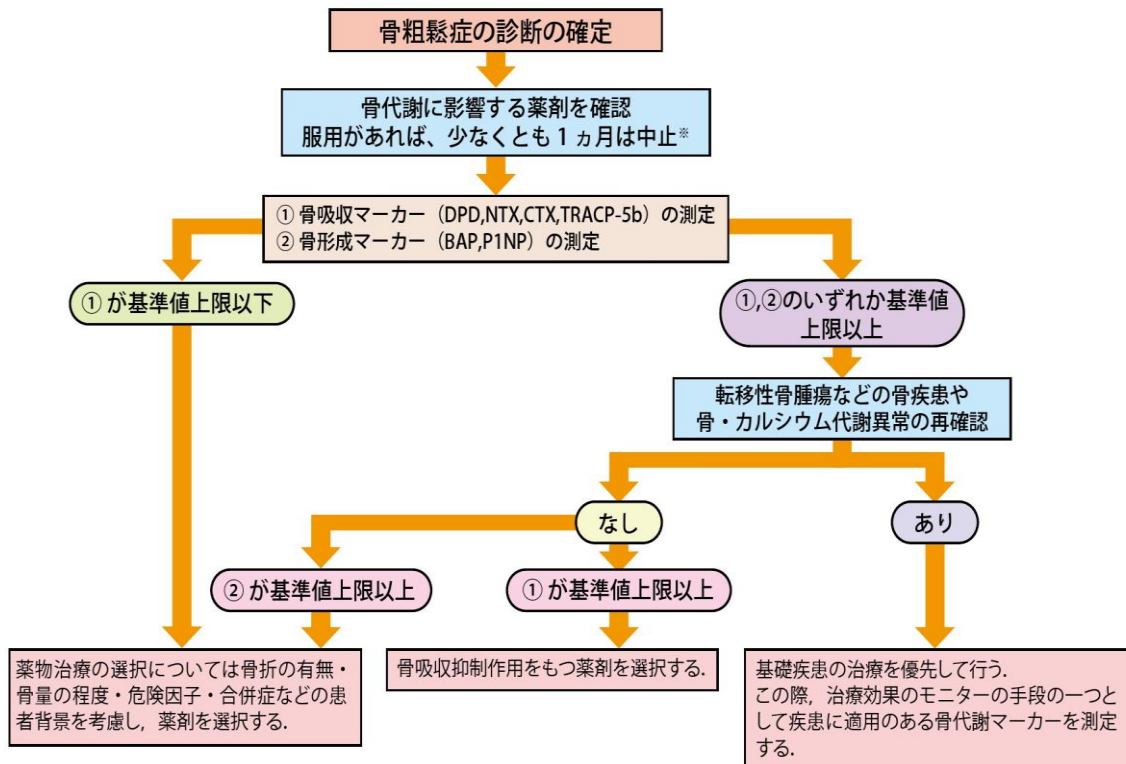 骨粗鬆症の診断の確定
骨代謝に影響する薬剤を確認
服用があれば、少なくとも1ヵ月は中止※
① 骨吸収マーカー（DPD,NTX,CTX,TRACP-5b）の測定
② 骨形成マーカー（BAP,P1NP）の測定
① が基準値上限以下
①,②のいずれか基準値
上限以上
転移性骨腫瘍などの骨疾患や
骨・カルシウム代謝異常の再確認
なし
あり
② が基準値上限以上
① が基準値上限以上
薬物治療の選択については骨折の有無・
骨量の程度・危険因子・合併症などの患
者背景を考慮し，薬剤を選択する.
骨吸収抑制作用をもつ薬剤を選択する.
基礎疾患の治療を優先して行う.
この際，治療効果のモニターの手段の一つと
して疾患に適用のある骨代謝マーカーを測定
する.